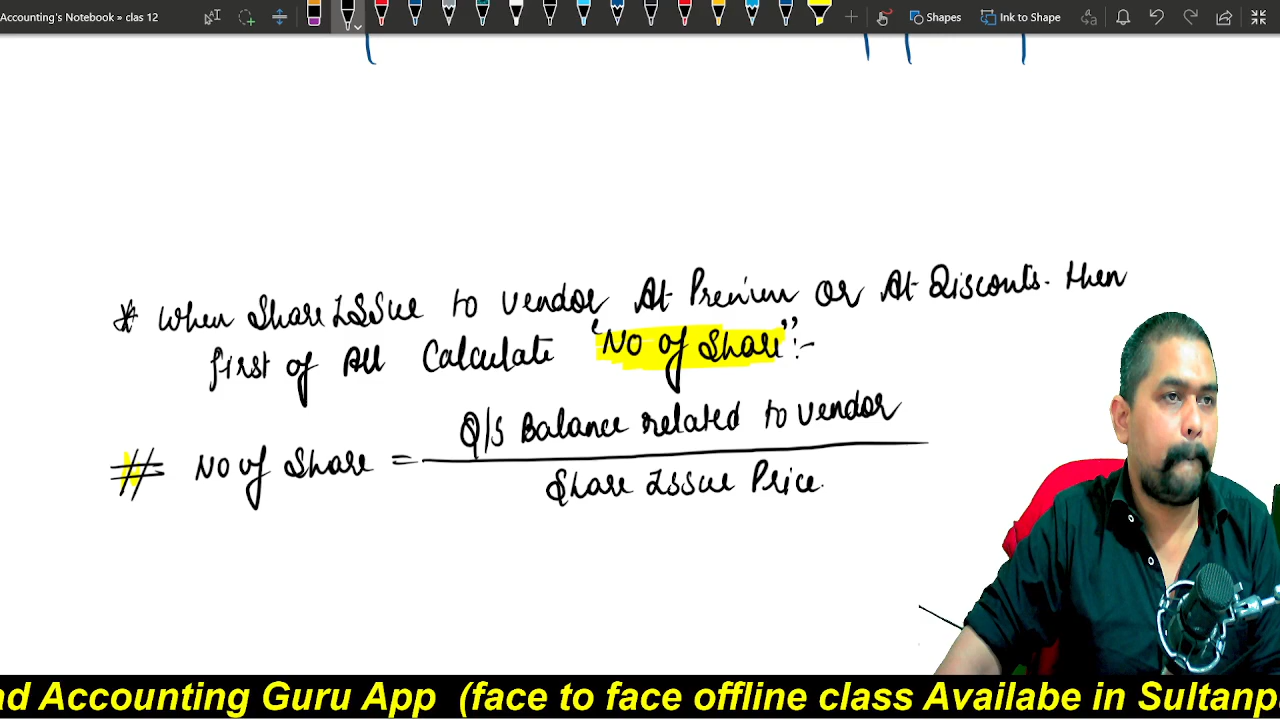 Accounting's Notebook » clas 12
Shapes
Ink to Shape
* When Share Issue to vendor At Premium Or At Disconts. then
first of All Calculate "No of Share" :-
# No of Share = O/S Balance related to vendor
Share Issue Price.
ad Accounting Guru App (face to face offline class Availabe in Sultanp